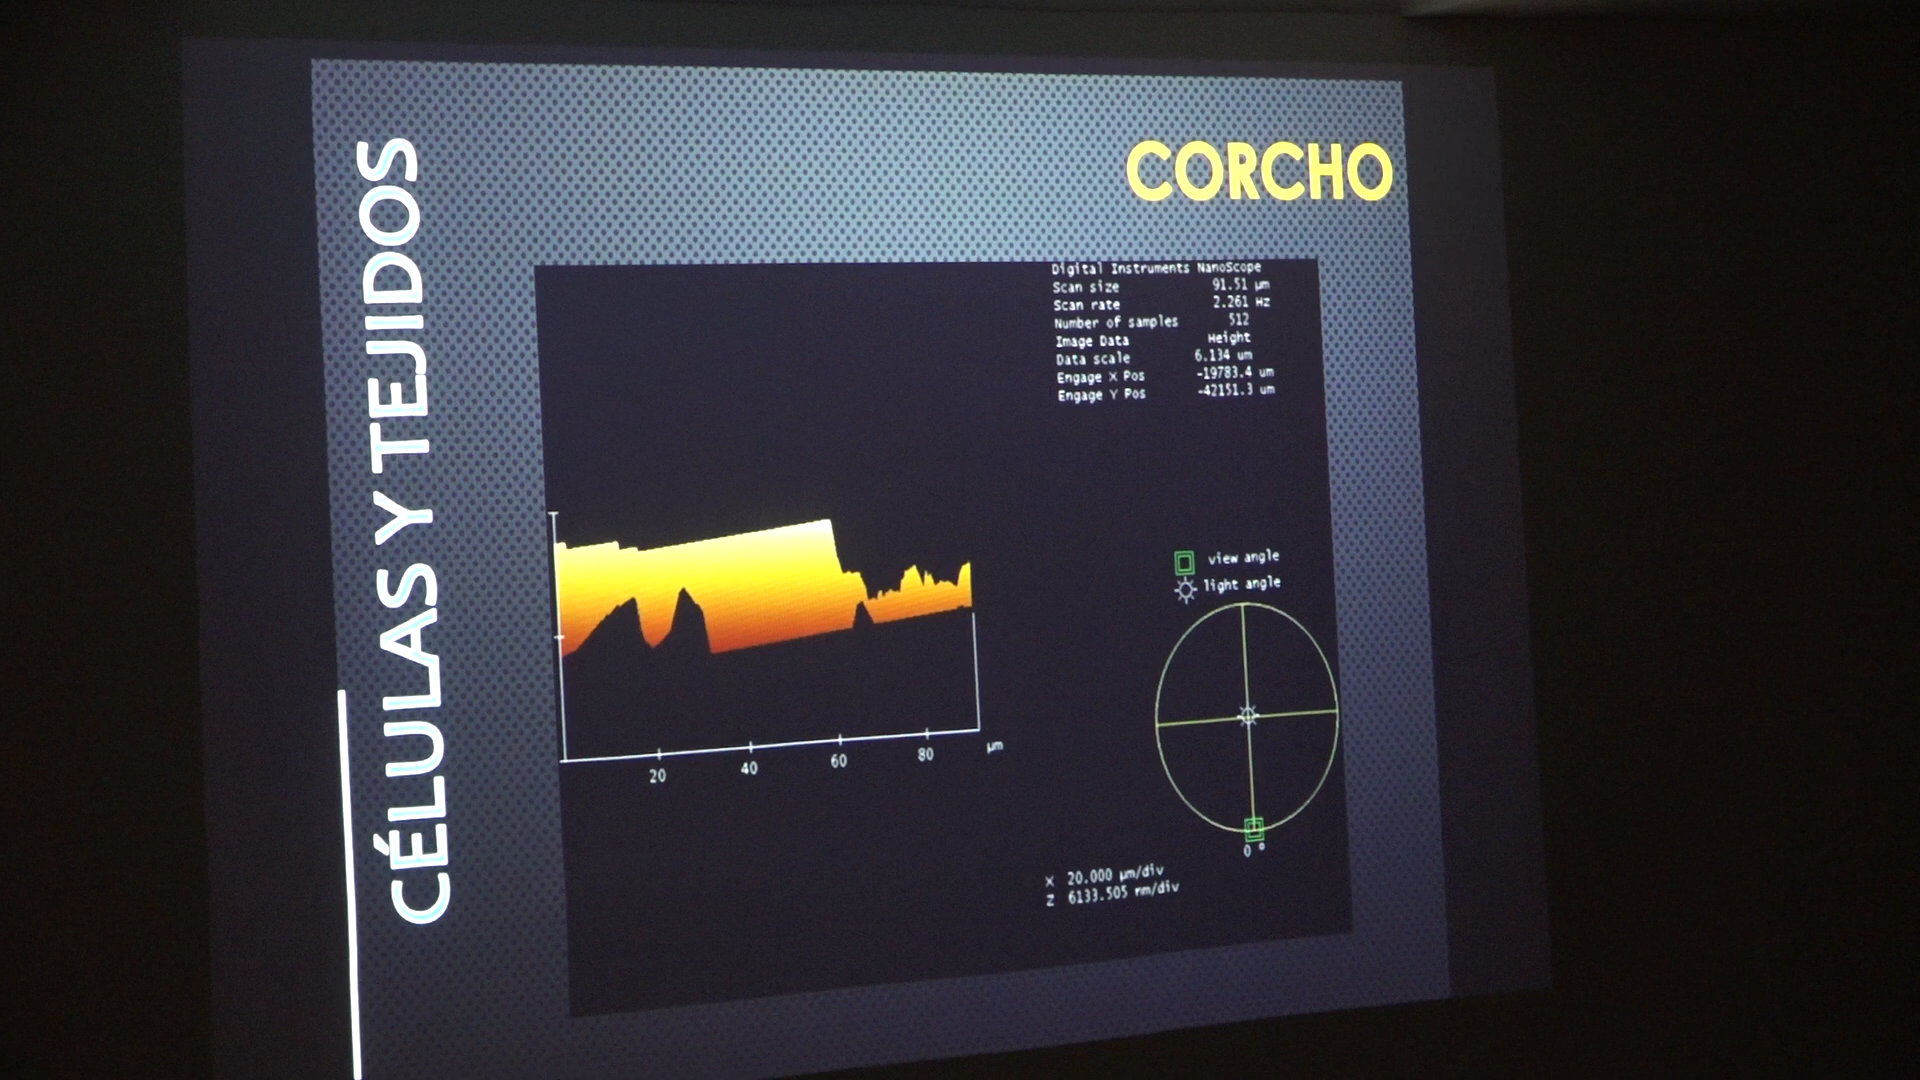 CÉLULAS Y TEJIDOS
CORCHO
Digital Instruments NanoScope
Scan size 91.51 µm
Scan rate 2.261 Hz
Number of samples 512
Image Data Height
Data scale 6.134 um
Engage X Pos -19783.4 um
Engage Y Pos -42151.3 um
view angle
light angle
20 40 60 80 µm
0 °
X 20.000 µm/div
Z 6133.505 nm/div